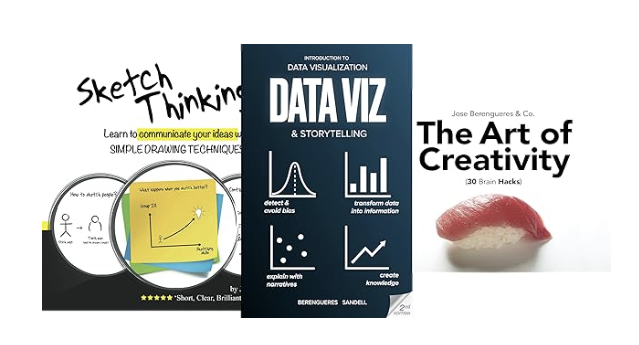 Sketch
Thinking
Learn to communicate your ideas w
SIMPLE DRAWING TECHNIQUES
How to sketch people?
What happens when you sketch better?
★★★★★ 'Short, Clear, Brilliant
INTRODUCTION TO
DATA VISUALIZATION
DATA VIZ
& STORYTELLING
detect &
avoid bias
transform data
into information
explain with
narratives
create
knowledge
BERENGUERES SANDELL
2nd
EDITION
Jose Berengueres & Co.
The Art of
Creativity
(30 Brain Hacks)